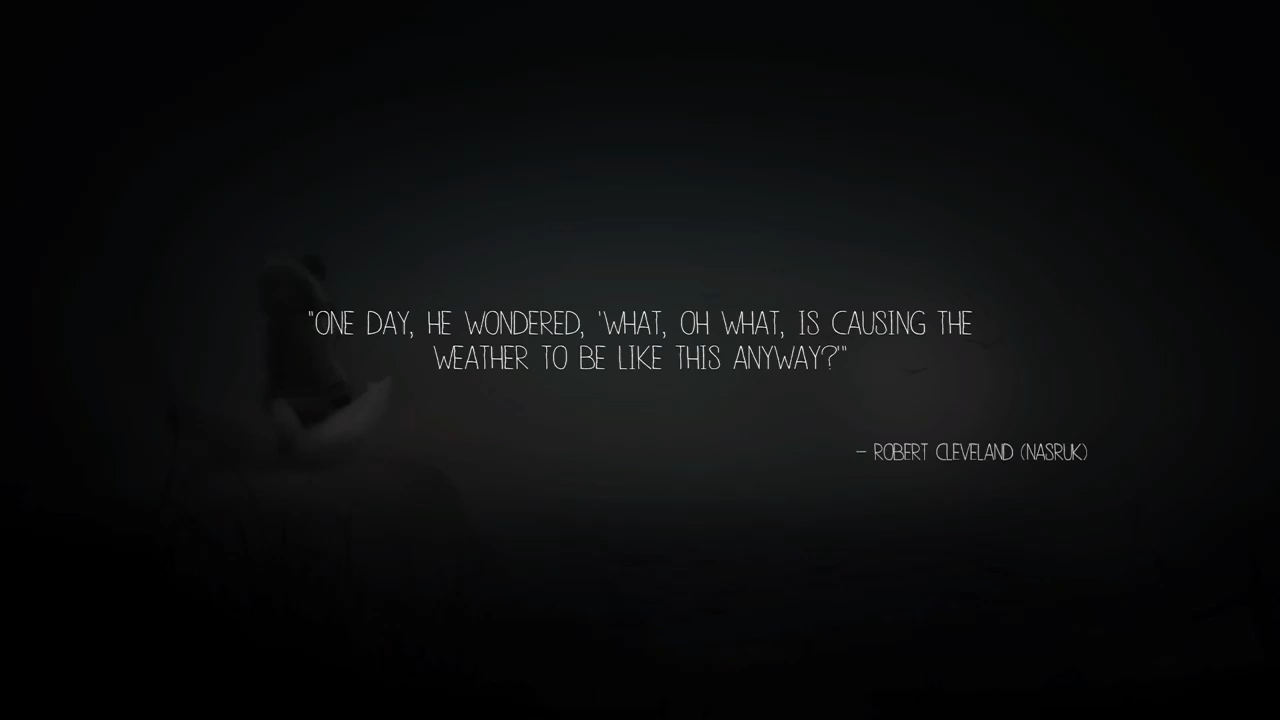 "ONE DAY, HE WONDERED, 'WHAT, OH WHAT, IS CAUSING THE
WEATHER TO BE LIKE THIS ANYWAY?'"
– ROBERT CLEVELAND (NASRUK)